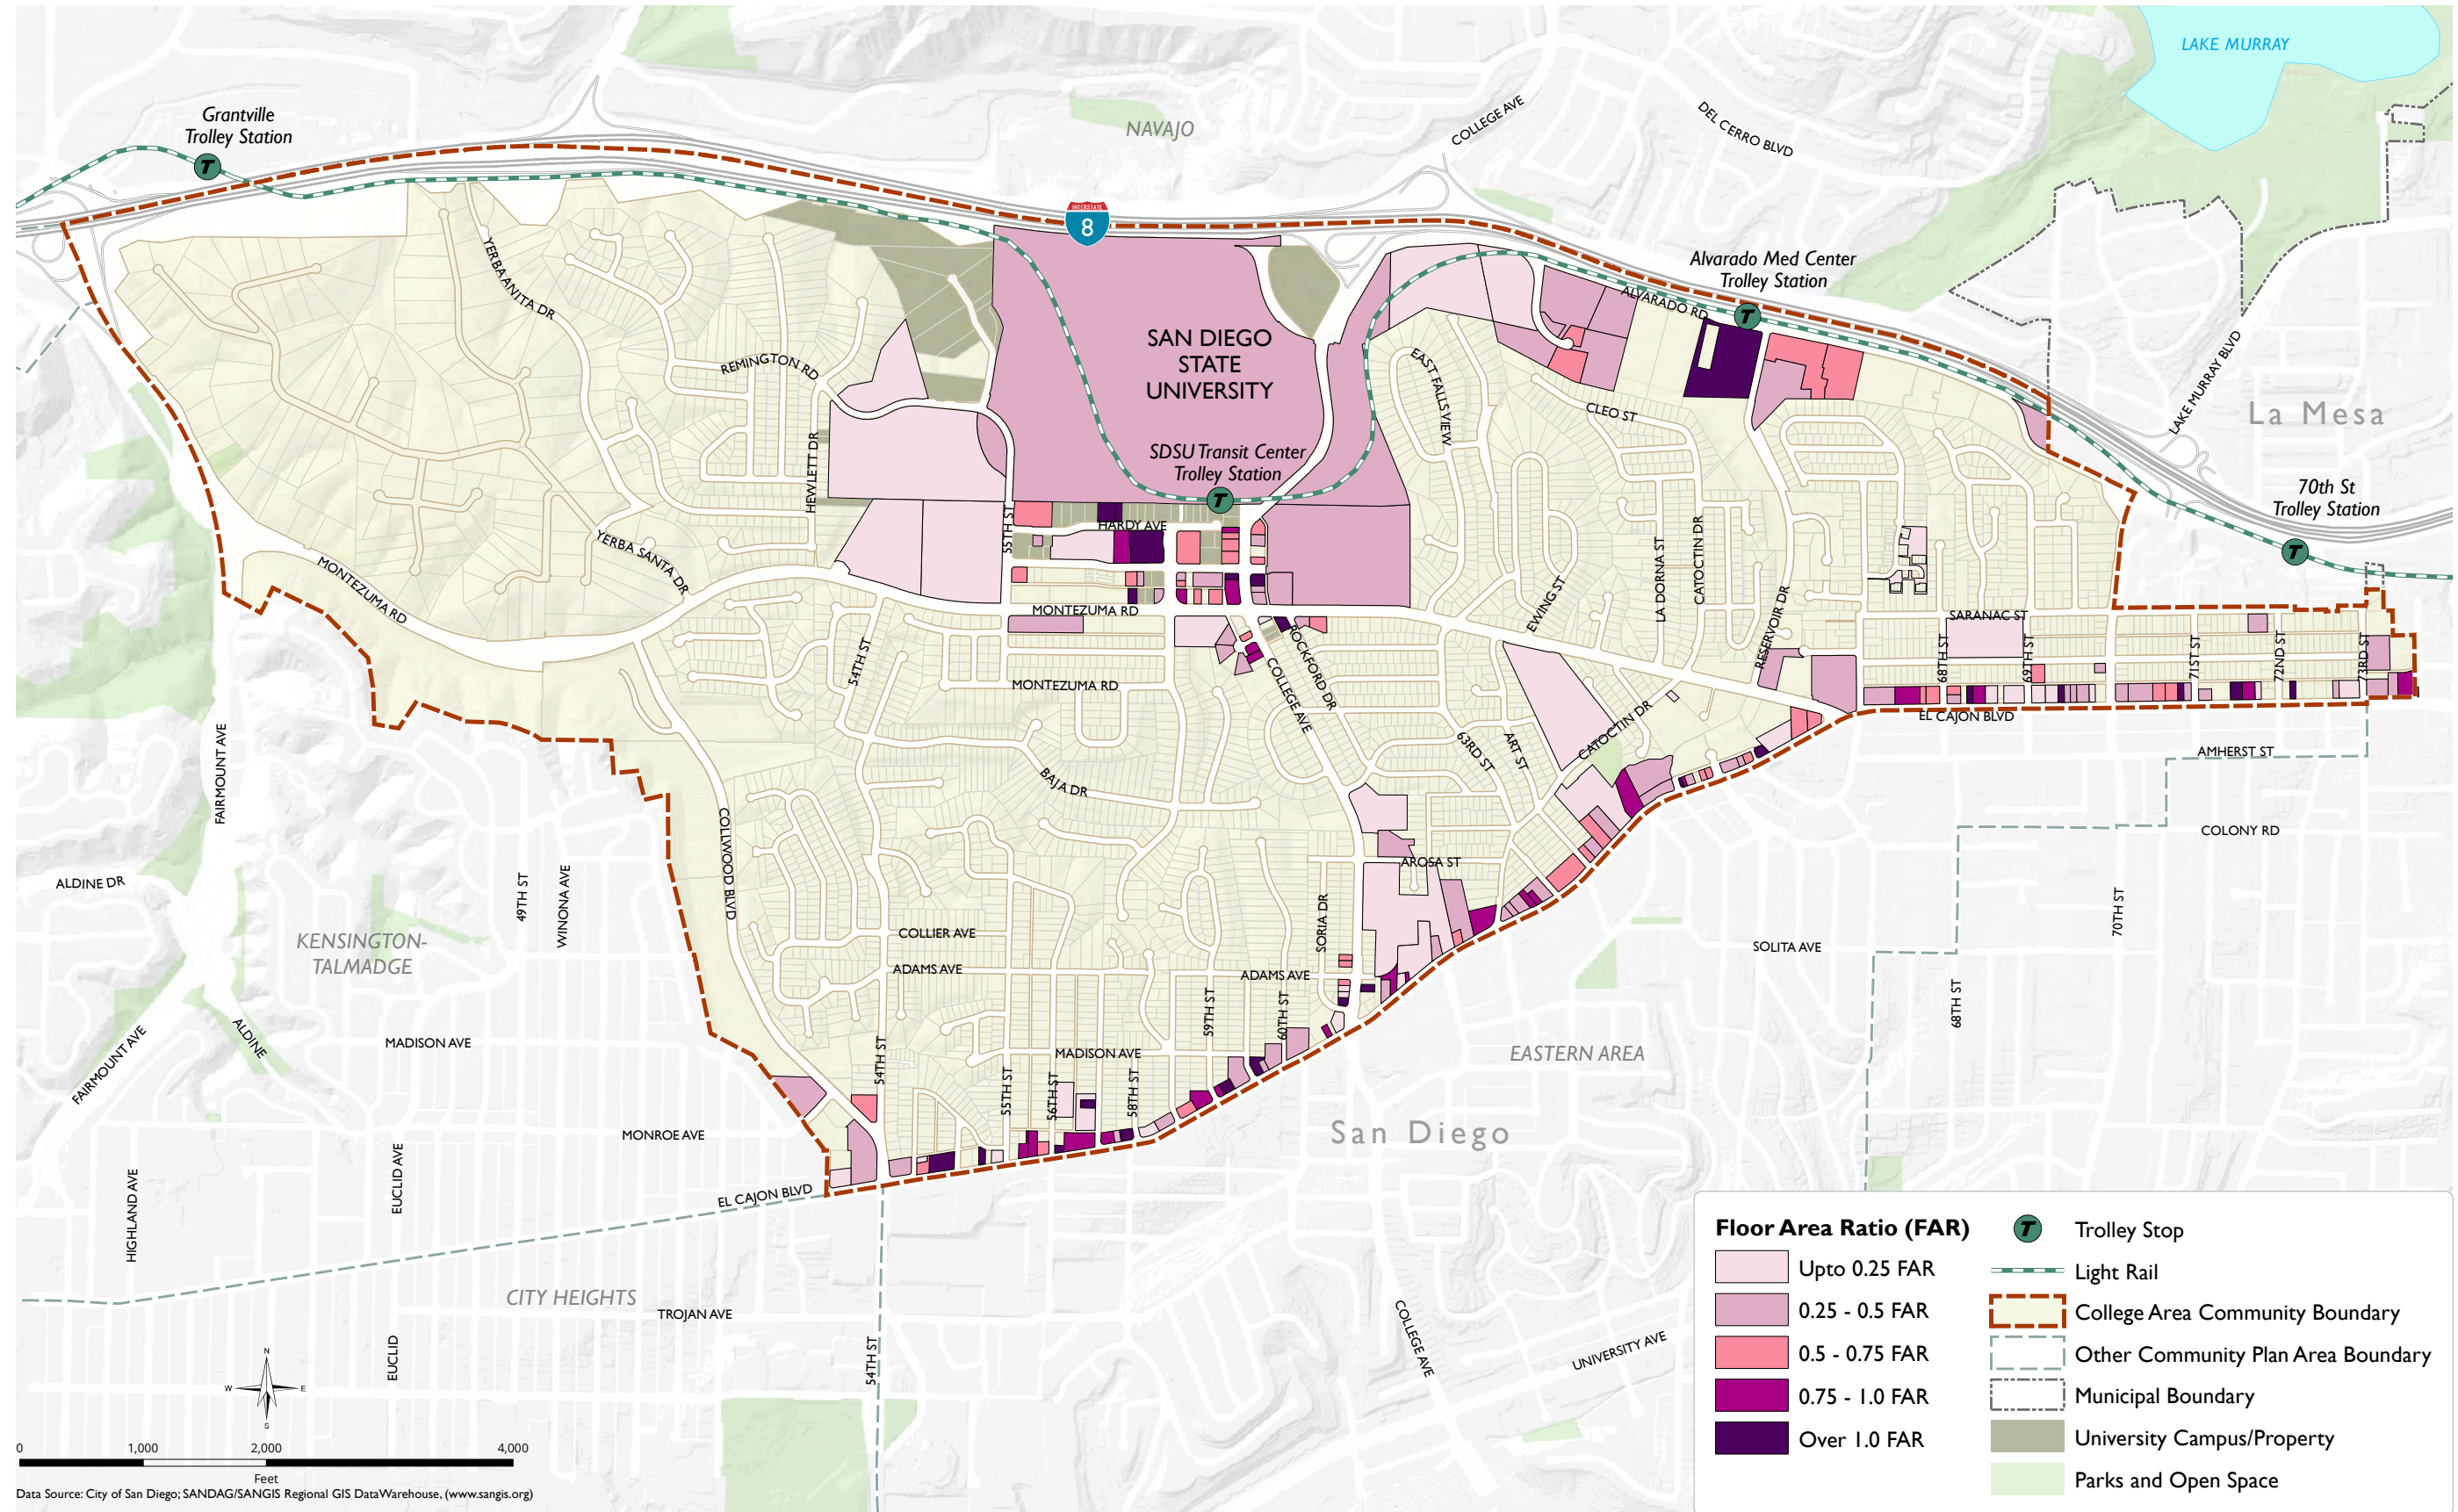 LAKE MURRAY
Grantville
Trolley Station
NAVAJO
COLLEGE AVE
DEL CERRO BLVD
INTERSTATE
8
YERBA ANITA DR
Alvarado Med Center
Trolley Station
ALVARADO RD
SAN DIEGO
STATE
UNIVERSITY
REMINGTON RD
EAST FALLS VIEW
CLEO ST
LAKE MURRAY BLVD
La Mesa
HEWLETT DR
SDSU Transit Center
Trolley Station
T
T
T
T
70th St
Trolley Station
55TH ST
HARDY AVE
YERBA SANTA DR
MONTEZUMA RD
MONTEZUMA RD
LA DORNA ST
CATOCTIN DR
EWING ST
RESERVOIR DR
SARANAC ST
54TH ST
ROCKFORD DR
COLLEGE AVE
68TH ST
69TH ST
71ST ST
72ND ST
73RD ST
MONTEZUMA RD
EL CAJON BLVD
CATOCTIN DR
63RD ST
ART ST
FAIRMOUNT AVE
BAJA DR
AMHERST ST
COLLWOOD BLVD
COLONY RD
AROSA ST
ALDINE DR
49TH ST
WINONA AVE
SORIA DR
70TH ST
KENSINGTON-
TALMADGE
COLLIER AVE
ADAMS AVE
ADAMS AVE
SOLITA AVE
59TH ST
60TH ST
68TH ST
FAIRMOUNT AVE
ALDINE
MADISON AVE
54TH ST
MADISON AVE
EASTERN AREA
55TH ST
56TH ST
58TH ST
MONROE AVE
San Diego
HIGHLAND AVE
EUCLID AVE
EL CAJON BLVD
CITY HEIGHTS
TROJAN AVE
EUCLID
54TH ST
COLLEGE AVE
UNIVERSITY AVE
Floor Area Ratio (FAR)
Upto 0.25 FAR
0.25 - 0.5 FAR
0.5 - 0.75 FAR
0.75 - 1.0 FAR
Over 1.0 FAR
T
Trolley Stop
Light Rail
College Area Community Boundary
Other Community Plan Area Boundary
Municipal Boundary
University Campus/Property
Parks and Open Space
N
W
E
S
0
1,000
2,000
4,000
Feet
Data Source: City of San Diego; SANDAG/SANGIS Regional GIS DataWarehouse, (www.sangis.org)